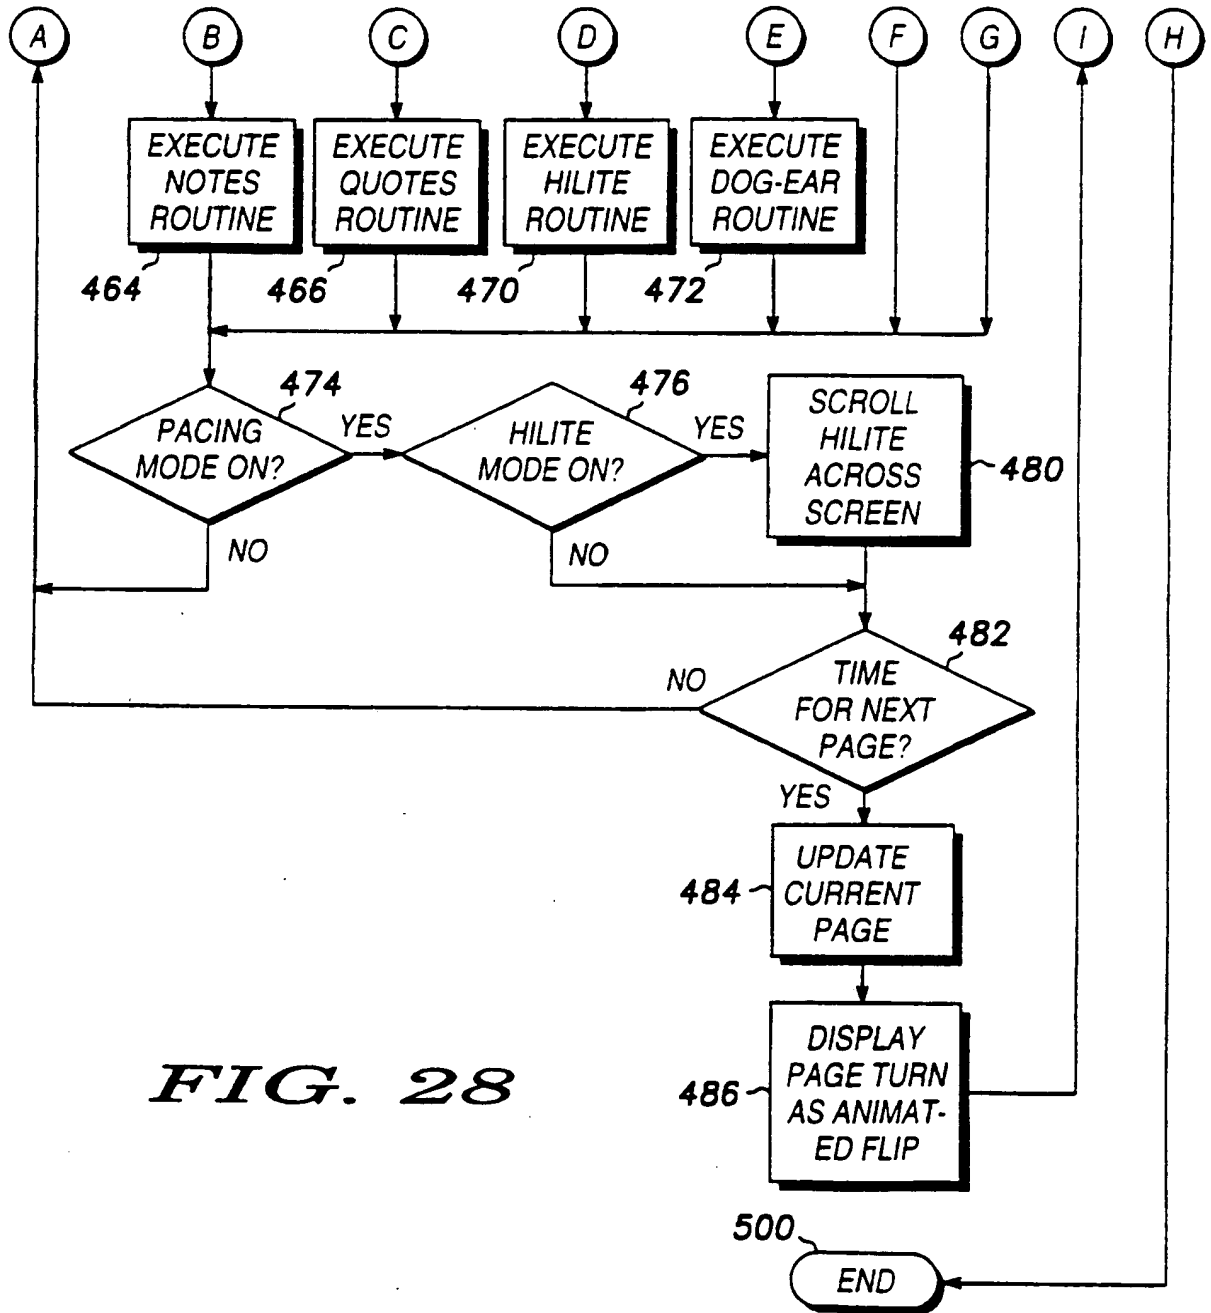 A
B
C
D
E
F
G
I
H
EXECUTE
NOTES
ROUTINE
EXECUTE
QUOTES
ROUTINE
EXECUTE
HILITE
ROUTINE
EXECUTE
DOG-EAR
ROUTINE
464
466
470
472
474
PACING
MODE ON?
YES
NO
476
HILITE
MODE ON?
YES
NO
SCROLL
HILITE
ACROSS
SCREEN
480
482
TIME
FOR NEXT
PAGE?
NO
YES
484
UPDATE
CURRENT
PAGE
486
DISPLAY
PAGE TURN
AS ANIMAT-
ED FLIP
FIG. 28
500
END